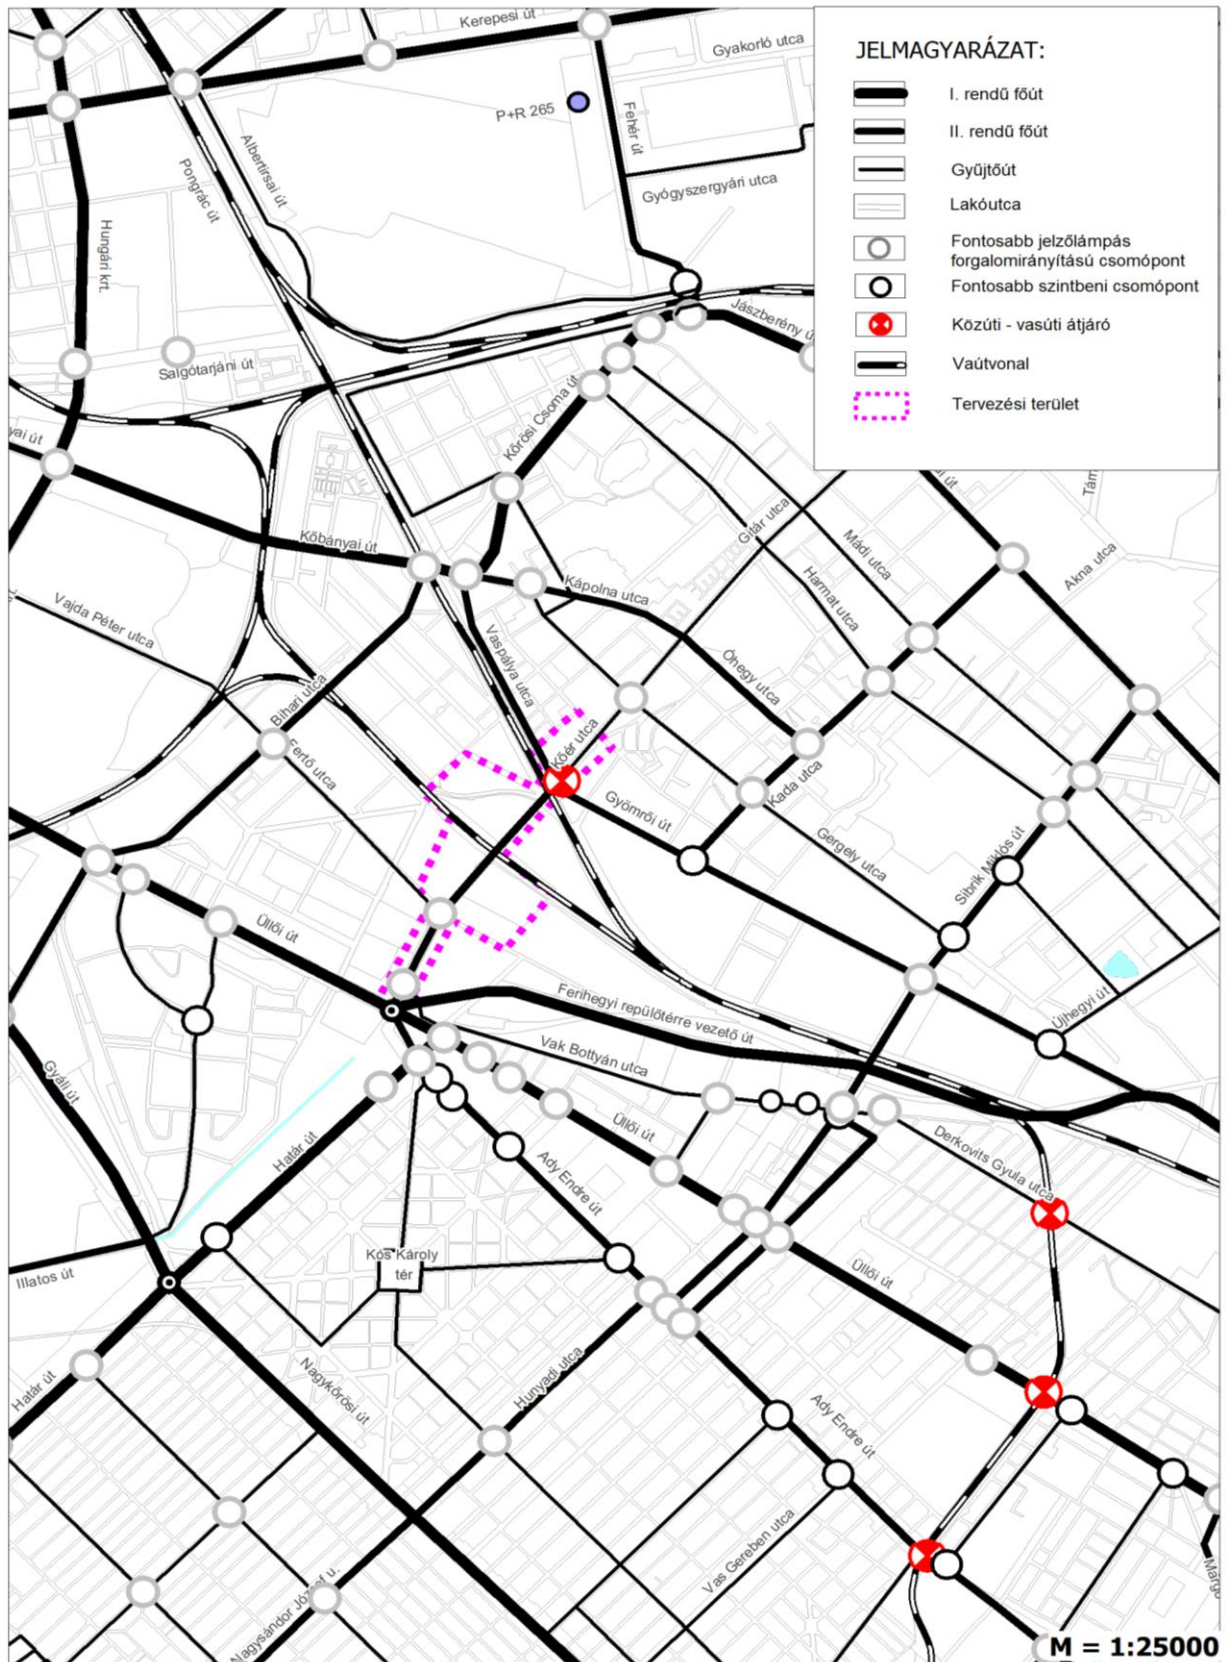 Kerepesi út
Gyakorló utca
P+R 265
Fehér út
Albertirsai út
Pongrác út
Gyógyszergyári utca
Hungári krt.
Jászberény
Salgótarjáni út
Kőrösi Csoma út
JELMAGYARÁZAT:
I. rendű főút
II. rendű főút
Gyűjtőút
Lakóutca
Fontosabb jelzőlámpás
forgalomirányítású csomópont
Fontosabb szintbeni csomópont
Közúti - vasúti átjáró
Vaútvonal
Tervezési terület
yai út
Kőbányai út
Gitár utca
Mádi utca
Harmat utca
Akna utca
Kápolna utca
Vajda Péter utca
Vaspálya utca
Óhegy utca
Bihari utca
Fertő utca
Kőér utca
Gyömrői út
Kada utca
Gergely utca
Sibrik Miklós út
Üllői út
Újhegyi út
Ferihegyi repülőtérre vezető út
Vak Bottyán utca
Gyáli út
Határ út
Üllői út
Ady Endre út
Derkovits Gyula utca
Kós Károly
tér
Illatos út
Üllői út
Határ út
Nagykőrösi út
Hunyadi utca
Ady Endre út
Vas Gereben utca
Nagysándor József u.
M = 1:25000